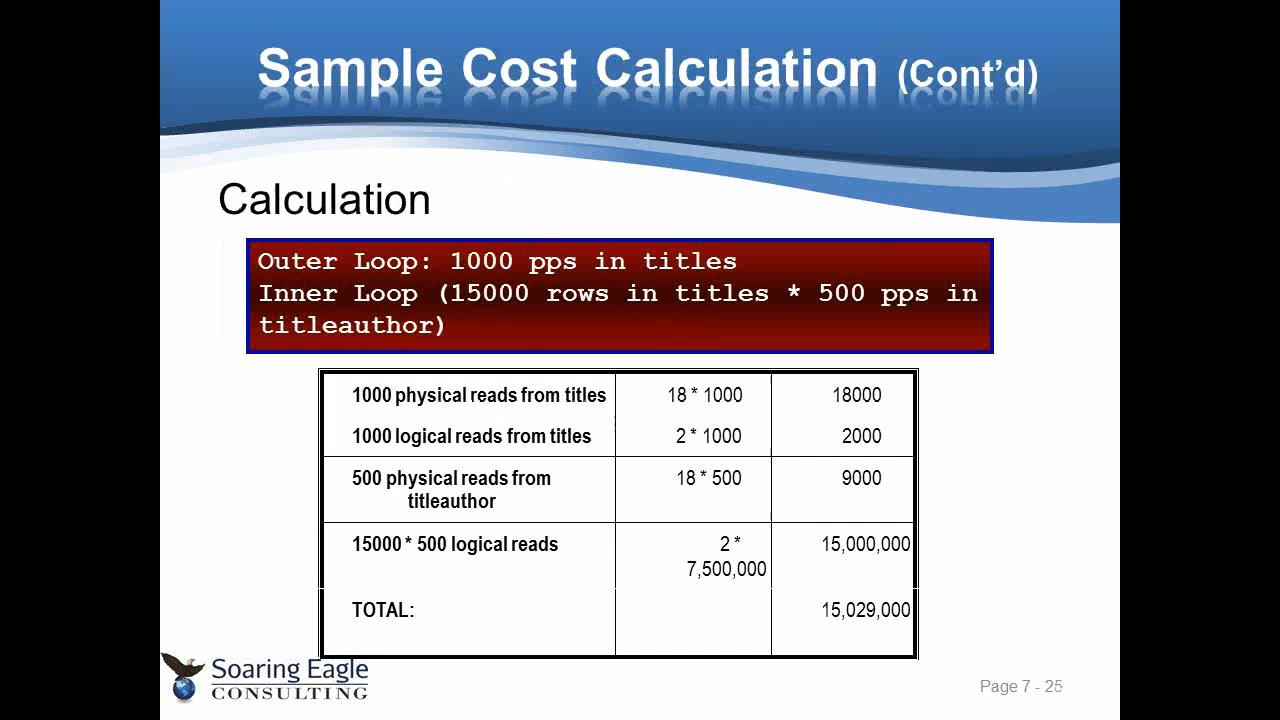 Sample Cost Calculation (Cont'd)
Calculation
Outer Loop: 1000 pps in titles
Inner Loop (15000 rows in titles * 500 pps in
titleauthor)
1000 physical reads from titles 18 * 1000 18000
1000 logical reads from titles 2 * 1000 2000
500 physical reads from 18 * 500 9000
titleauthor
15000 * 500 logical reads 2 * 15,000,000
7,500,000
TOTAL: 15,029,000
Soaring Eagle
CONSULTING
Page 7 - 25